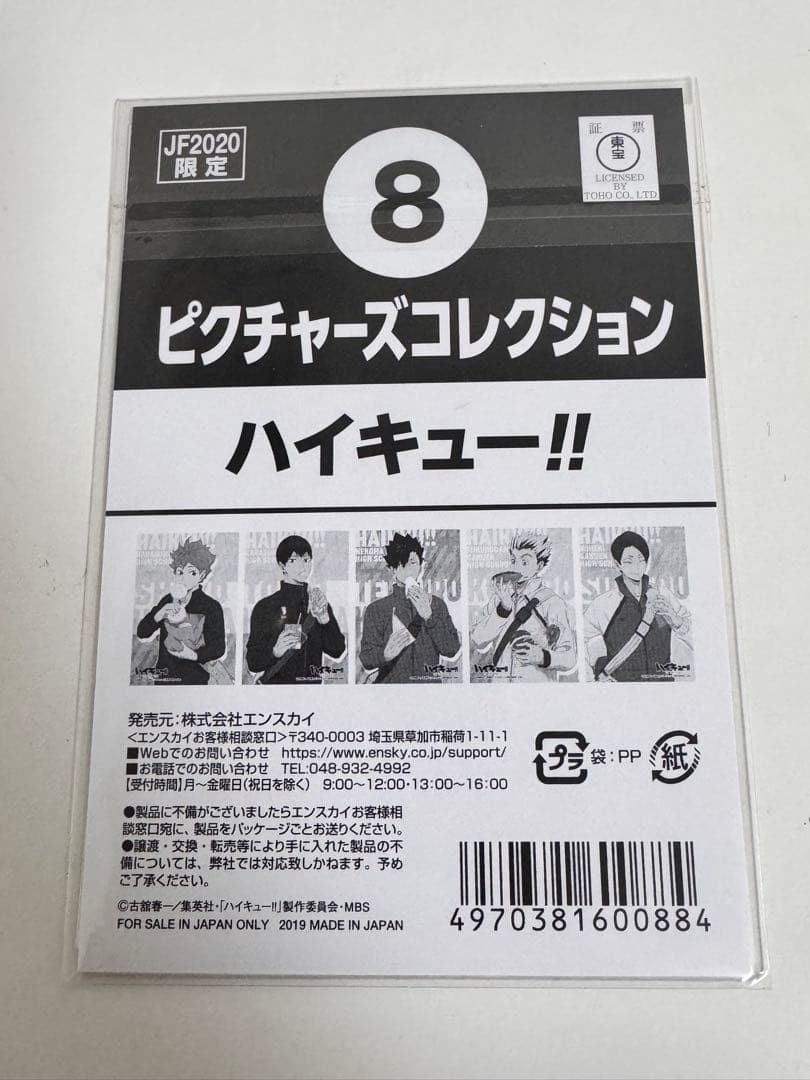 JF2020
限定
証 票
東宝
LICENSED
BY
TOHO CO., LTD.
8
ピクチャーズコレクション
ハイキュー!!
ハイキュー!!
発売元:株式会社エンスカイ
<エンスカイお客様相談窓口>〒340-0003 埼玉県草加市稲荷1-11-1
■Webでのお問い合わせ https://www.ensky.co.jp/support/
■お電話でのお問い合わせ TEL:048-932-4992
【受付時間】月～金曜日(祝日を除く) 9:00～12:00・13:00～16:00
プラ 袋:PP 紙
●製品に不備がございましたらエンスカイお客様相
談窓口宛に、製品をパッケージごとお送りください。
●譲渡・交換・転売等により手に入れた製品の不
備については、弊社では対応致しかねます。予め
ご了承ください。
©古舘春一/集英社・「ハイキュー!!」製作委員会・MBS
FOR SALE IN JAPAN ONLY 2019 MADE IN JAPAN
4970381600884